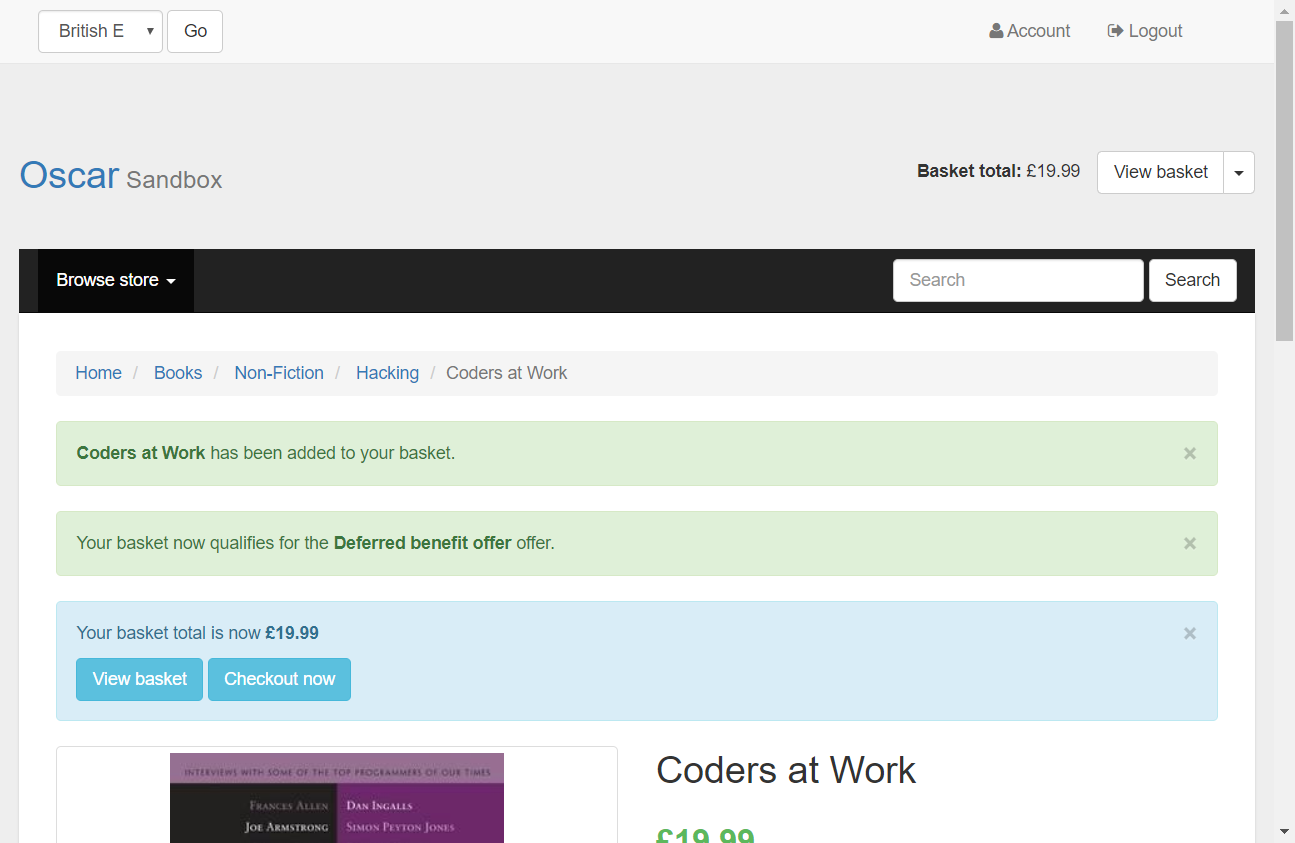 British E Go Account Logout
Oscar Sandbox
Basket total: £19.99 View basket
Browse store Search Search
Home / Books / Non-Fiction / Hacking / Coders at Work
Coders at Work has been added to your basket. ×
Your basket now qualifies for the Deferred benefit offer offer. ×
Your basket total is now £19.99 ×
View basket Checkout now
INTERVIEWS WITH SOME OF THE TOP PROGRAMMERS OF OUR TIMES
FRANCES ALLEN DAN INGALLS
JOE ARMSTRONG SIMON PEYTON JONES
Coders at Work
£19.99